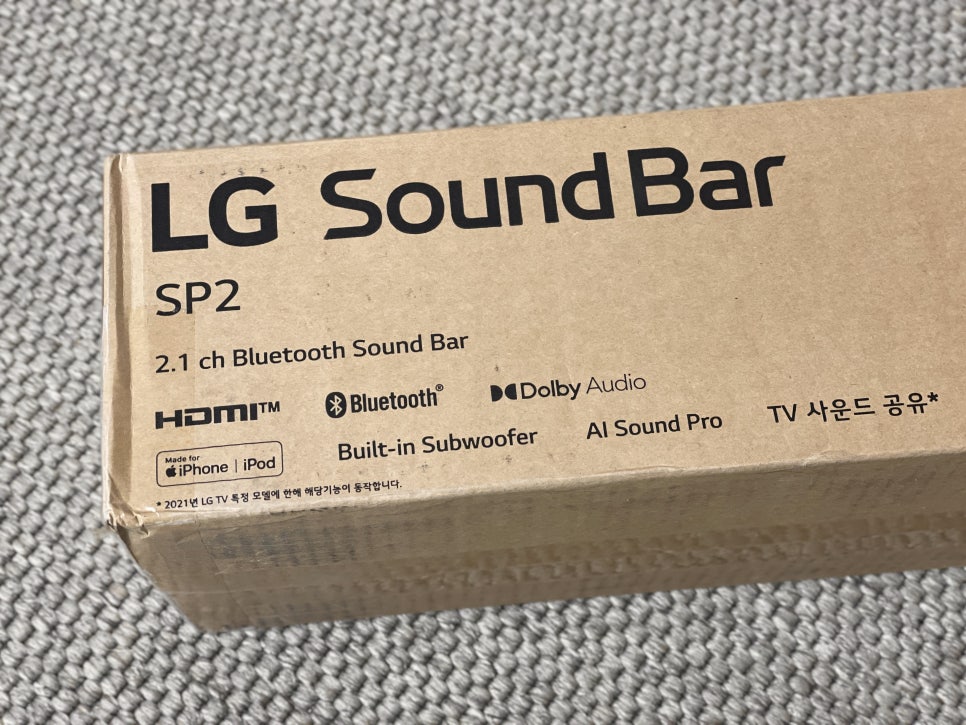 LG Sound Bar
SP2
2.1 ch Bluetooth Sound Bar
HDMI™ Bluetooth® Dolby Audio
Made for
iPhone | iPod
Built-in Subwoofer AI Sound Pro TV 사운드 공유*
* 2021년 LG TV 특정 모델에 한해 해당기능이 동작합니다.